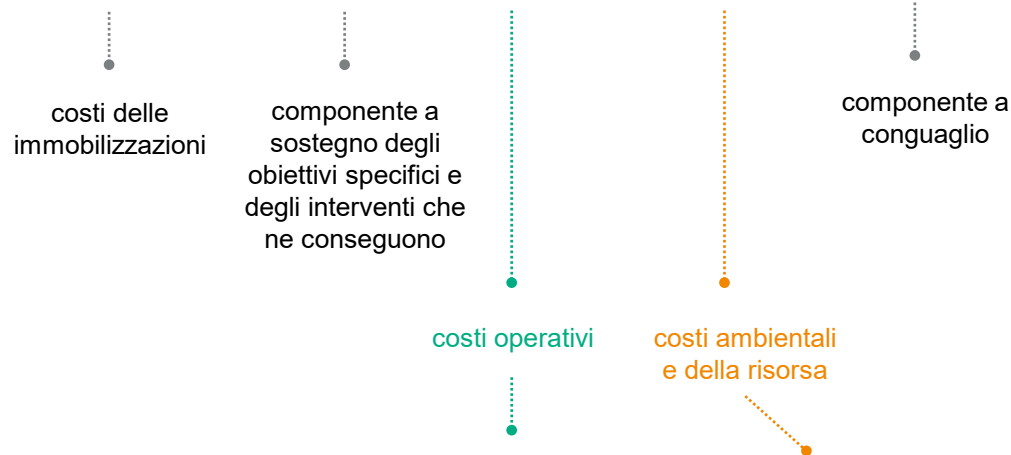 costi delle
immobilizzazioni
componente a
sostegno degli
obiettivi specifici e
degli interventi che
ne conseguono
componente a
conguaglio
costi operativi
costi ambientali
e della risorsa